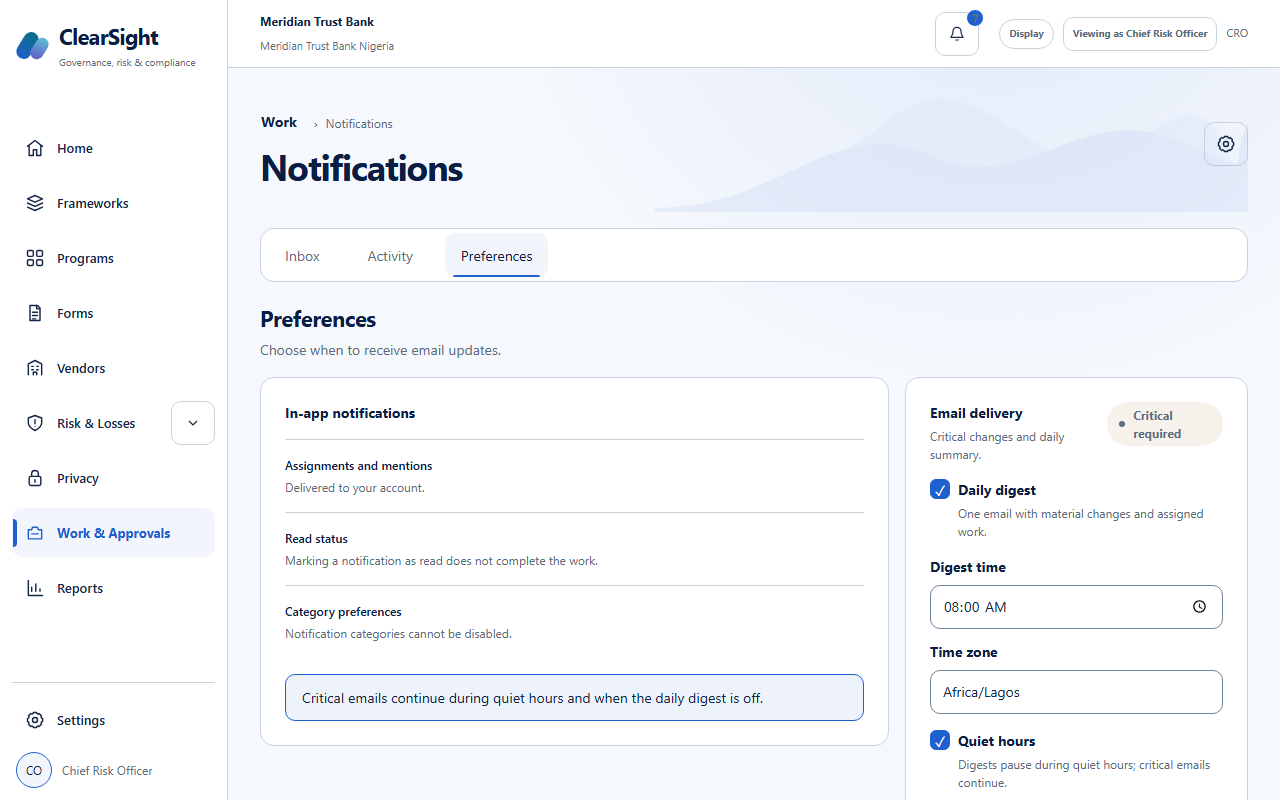 ClearSight
Governance, risk & compliance
Home
Frameworks
Programs
Forms
Vendors
Risk & Losses
Privacy
Work & Approvals
Reports
Settings
CO
Chief Risk Officer
Meridian Trust Bank
Meridian Trust Bank Nigeria
Display
Viewing as Chief Risk Officer
CRO
Work › Notifications
Notifications
Inbox
Activity
Preferences
Preferences
Choose when to receive email updates.
In-app notifications
Assignments and mentions
Delivered to your account.
Read status
Marking a notification as read does not complete the work.
Category preferences
Notification categories cannot be disabled.
Critical emails continue during quiet hours and when the daily digest is off.
Email delivery
Critical changes and daily
summary.
Critical
required
Daily digest
One email with material changes and assigned
work.
Digest time
08:00 AM
Time zone
Africa/Lagos
Quiet hours
Digests pause during quiet hours; critical emails
continue.